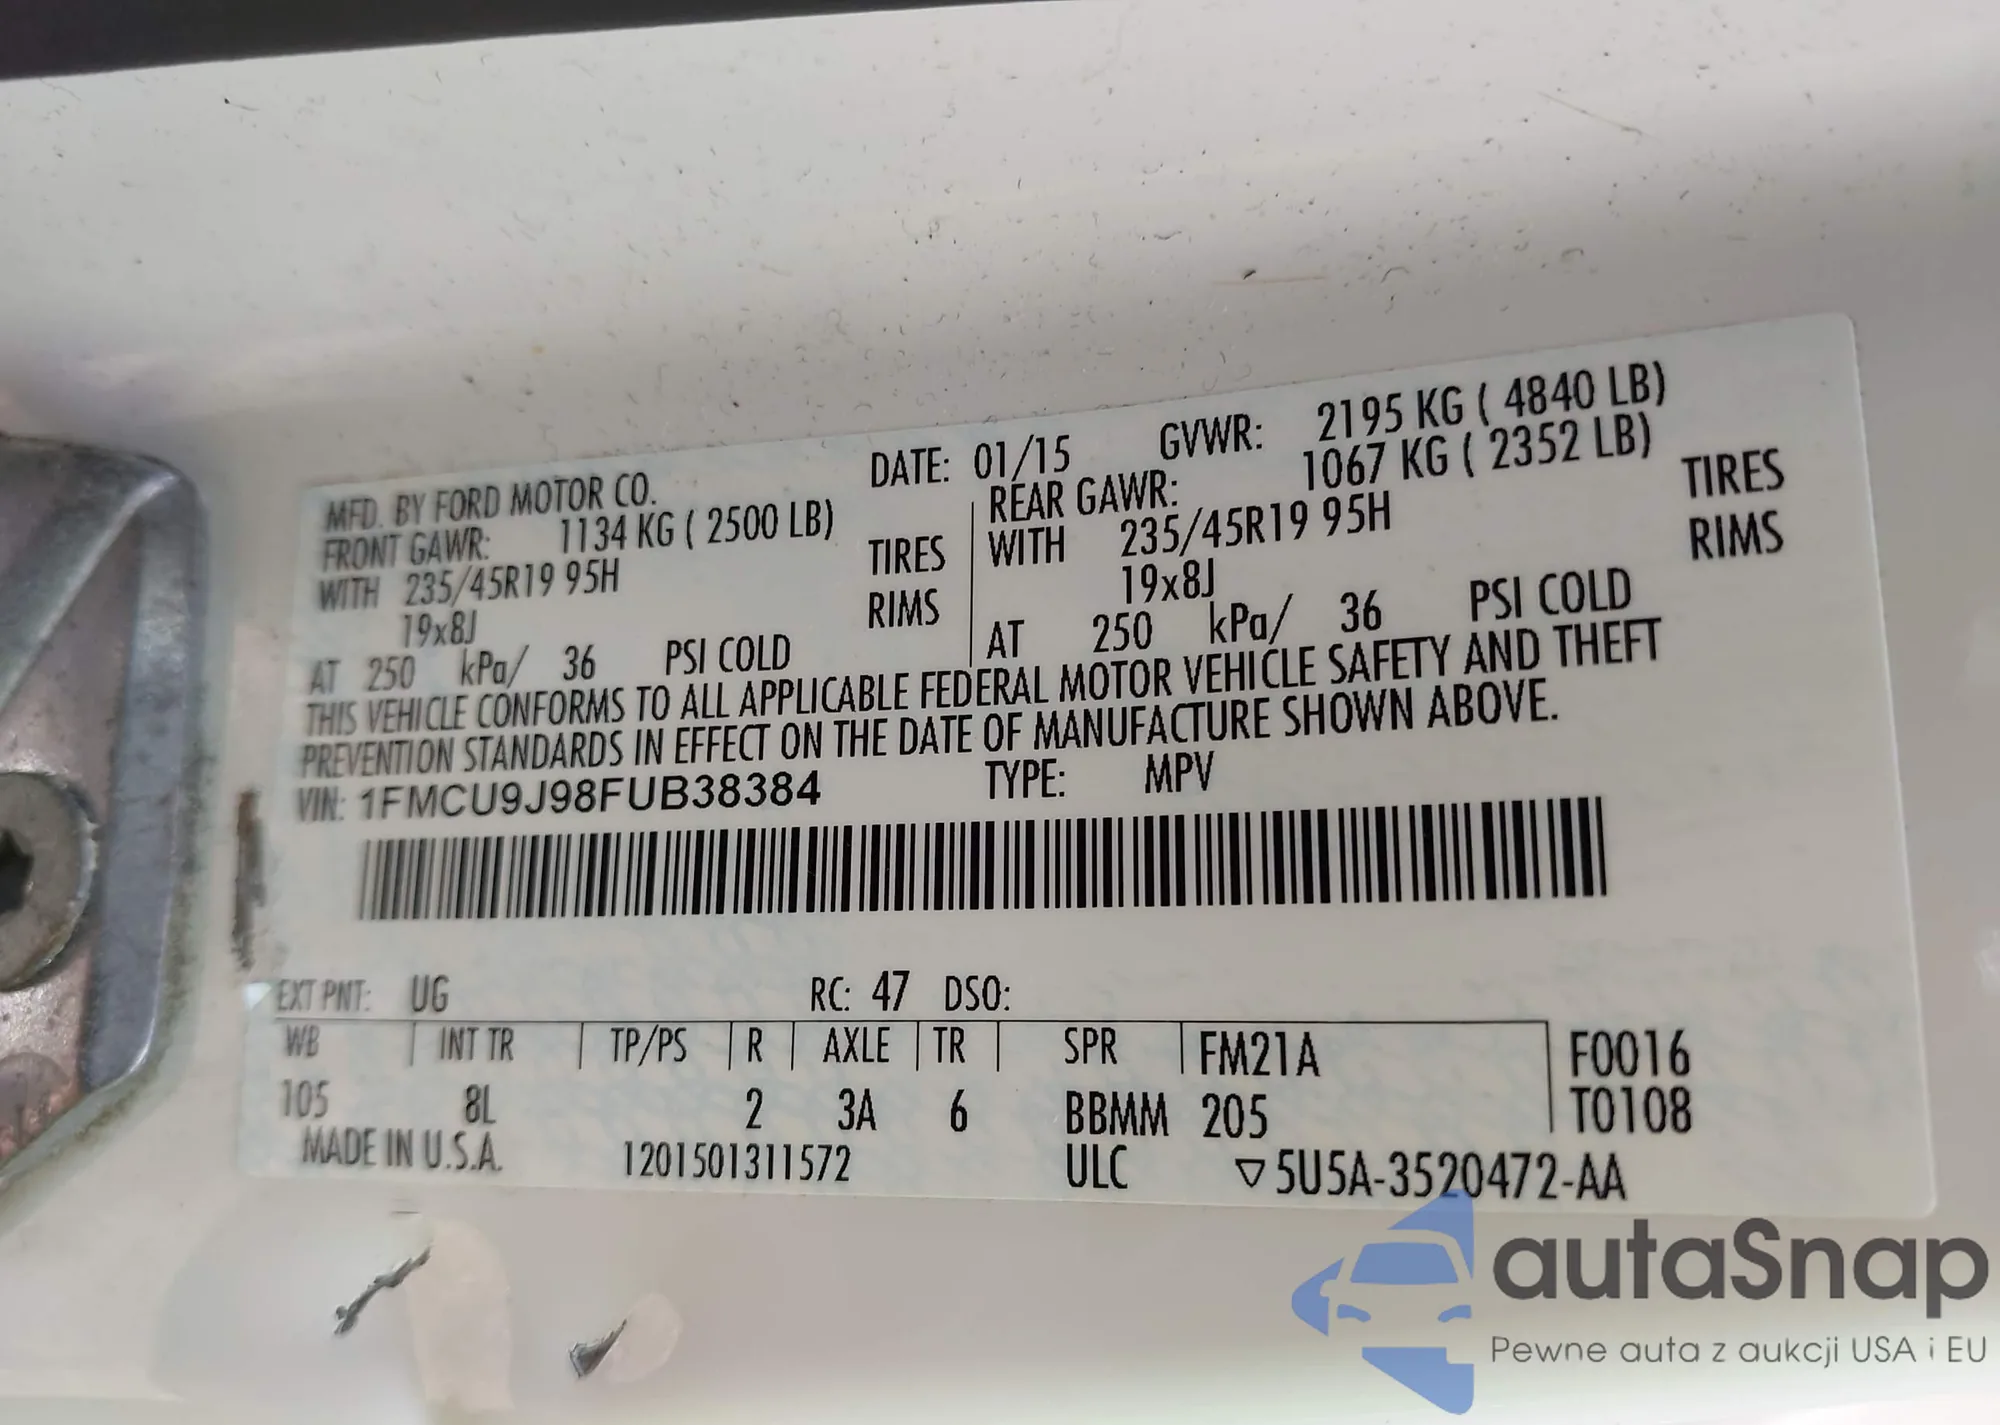 MFD. BY FORD MOTOR CO. DATE: 01/15 GVWR: 2195 KG ( 4840 LB)
FRONT GAWR: 1134 KG ( 2500 LB) REAR GAWR: 1067 KG ( 2352 LB)
WITH 235/45R19 95H TIRES WITH 235/45R19 95H TIRES
19x8J RIMS 19x8J RIMS
AT 250 kPa/ 36 PSI COLD AT 250 kPa/ 36 PSI COLD
THIS VEHICLE CONFORMS TO ALL APPLICABLE FEDERAL MOTOR VEHICLE SAFETY AND THEFT
PREVENTION STANDARDS IN EFFECT ON THE DATE OF MANUFACTURE SHOWN ABOVE.
VIN: 1FMCU9J98FUB38384 TYPE: MPV
EXT PNT: UG RC: 47 DSO:
WB INT TR TP/PS R AXLE TR SPR FM21A F0016
105 8L 2 3A 6 BBMM 205 T0108
MADE IN U.S.A. 1201501311572 ULC ▽5U5A-3520472-AA
autaSnap
Pewne auta z aukcji USA i EU